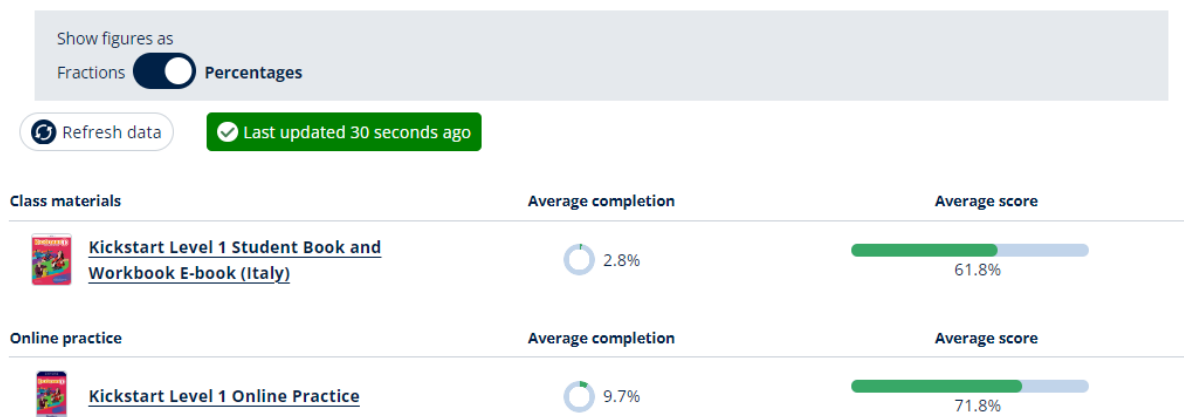 Show figures as
Fractions Percentages
Refresh data Last updated 30 seconds ago
Class materials Average completion Average score
Kickstart Level 1 Student Book and
Workbook E-book (Italy)
2.8% 61.8%
Online practice Average completion Average score
Kickstart Level 1 Online Practice 9.7% 71.8%